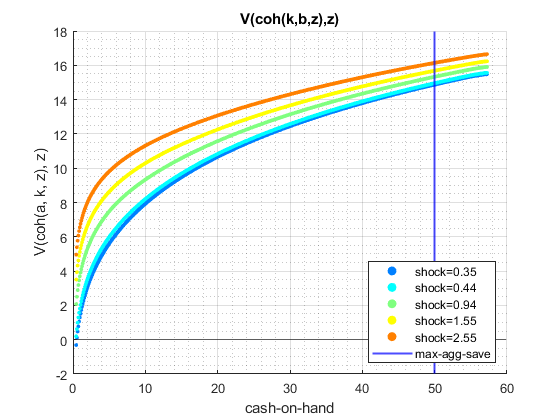 V(coh(k,b,z),z)
18
16
14
12
10
8
6
4
2
0
-2
V(coh(a, k, z), z)
shock=0.35
shock=0.44
shock=0.94
shock=1.55
shock=2.55
max-agg-save
0 10 20 30 40 50 60
cash-on-hand